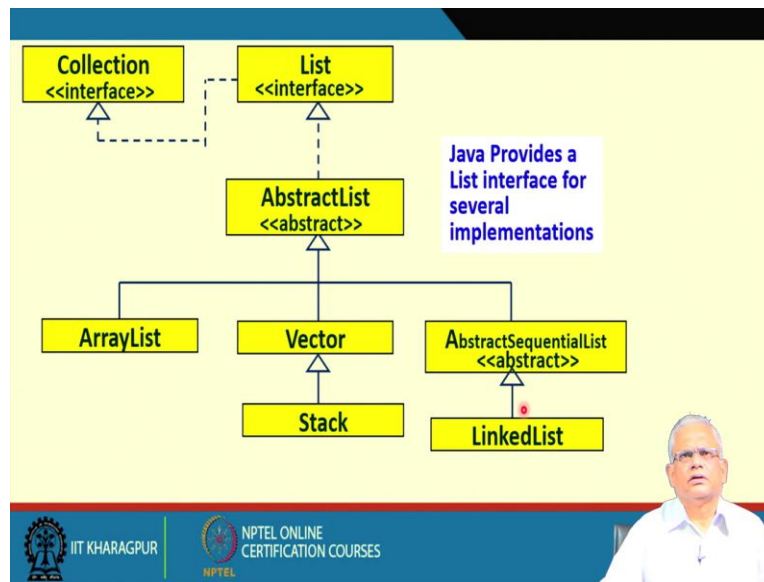 Collection
<<interface>>
List
<<interface>>
Java Provides a
List interface for
several
implementations
AbstractList
<<abstract>>
ArrayList
Vector
AbstractSequentialList
<<abstract>>
Stack
LinkedList
IIT KHARAGPUR
NPTEL
NPTEL ONLINE
CERTIFICATION COURSES